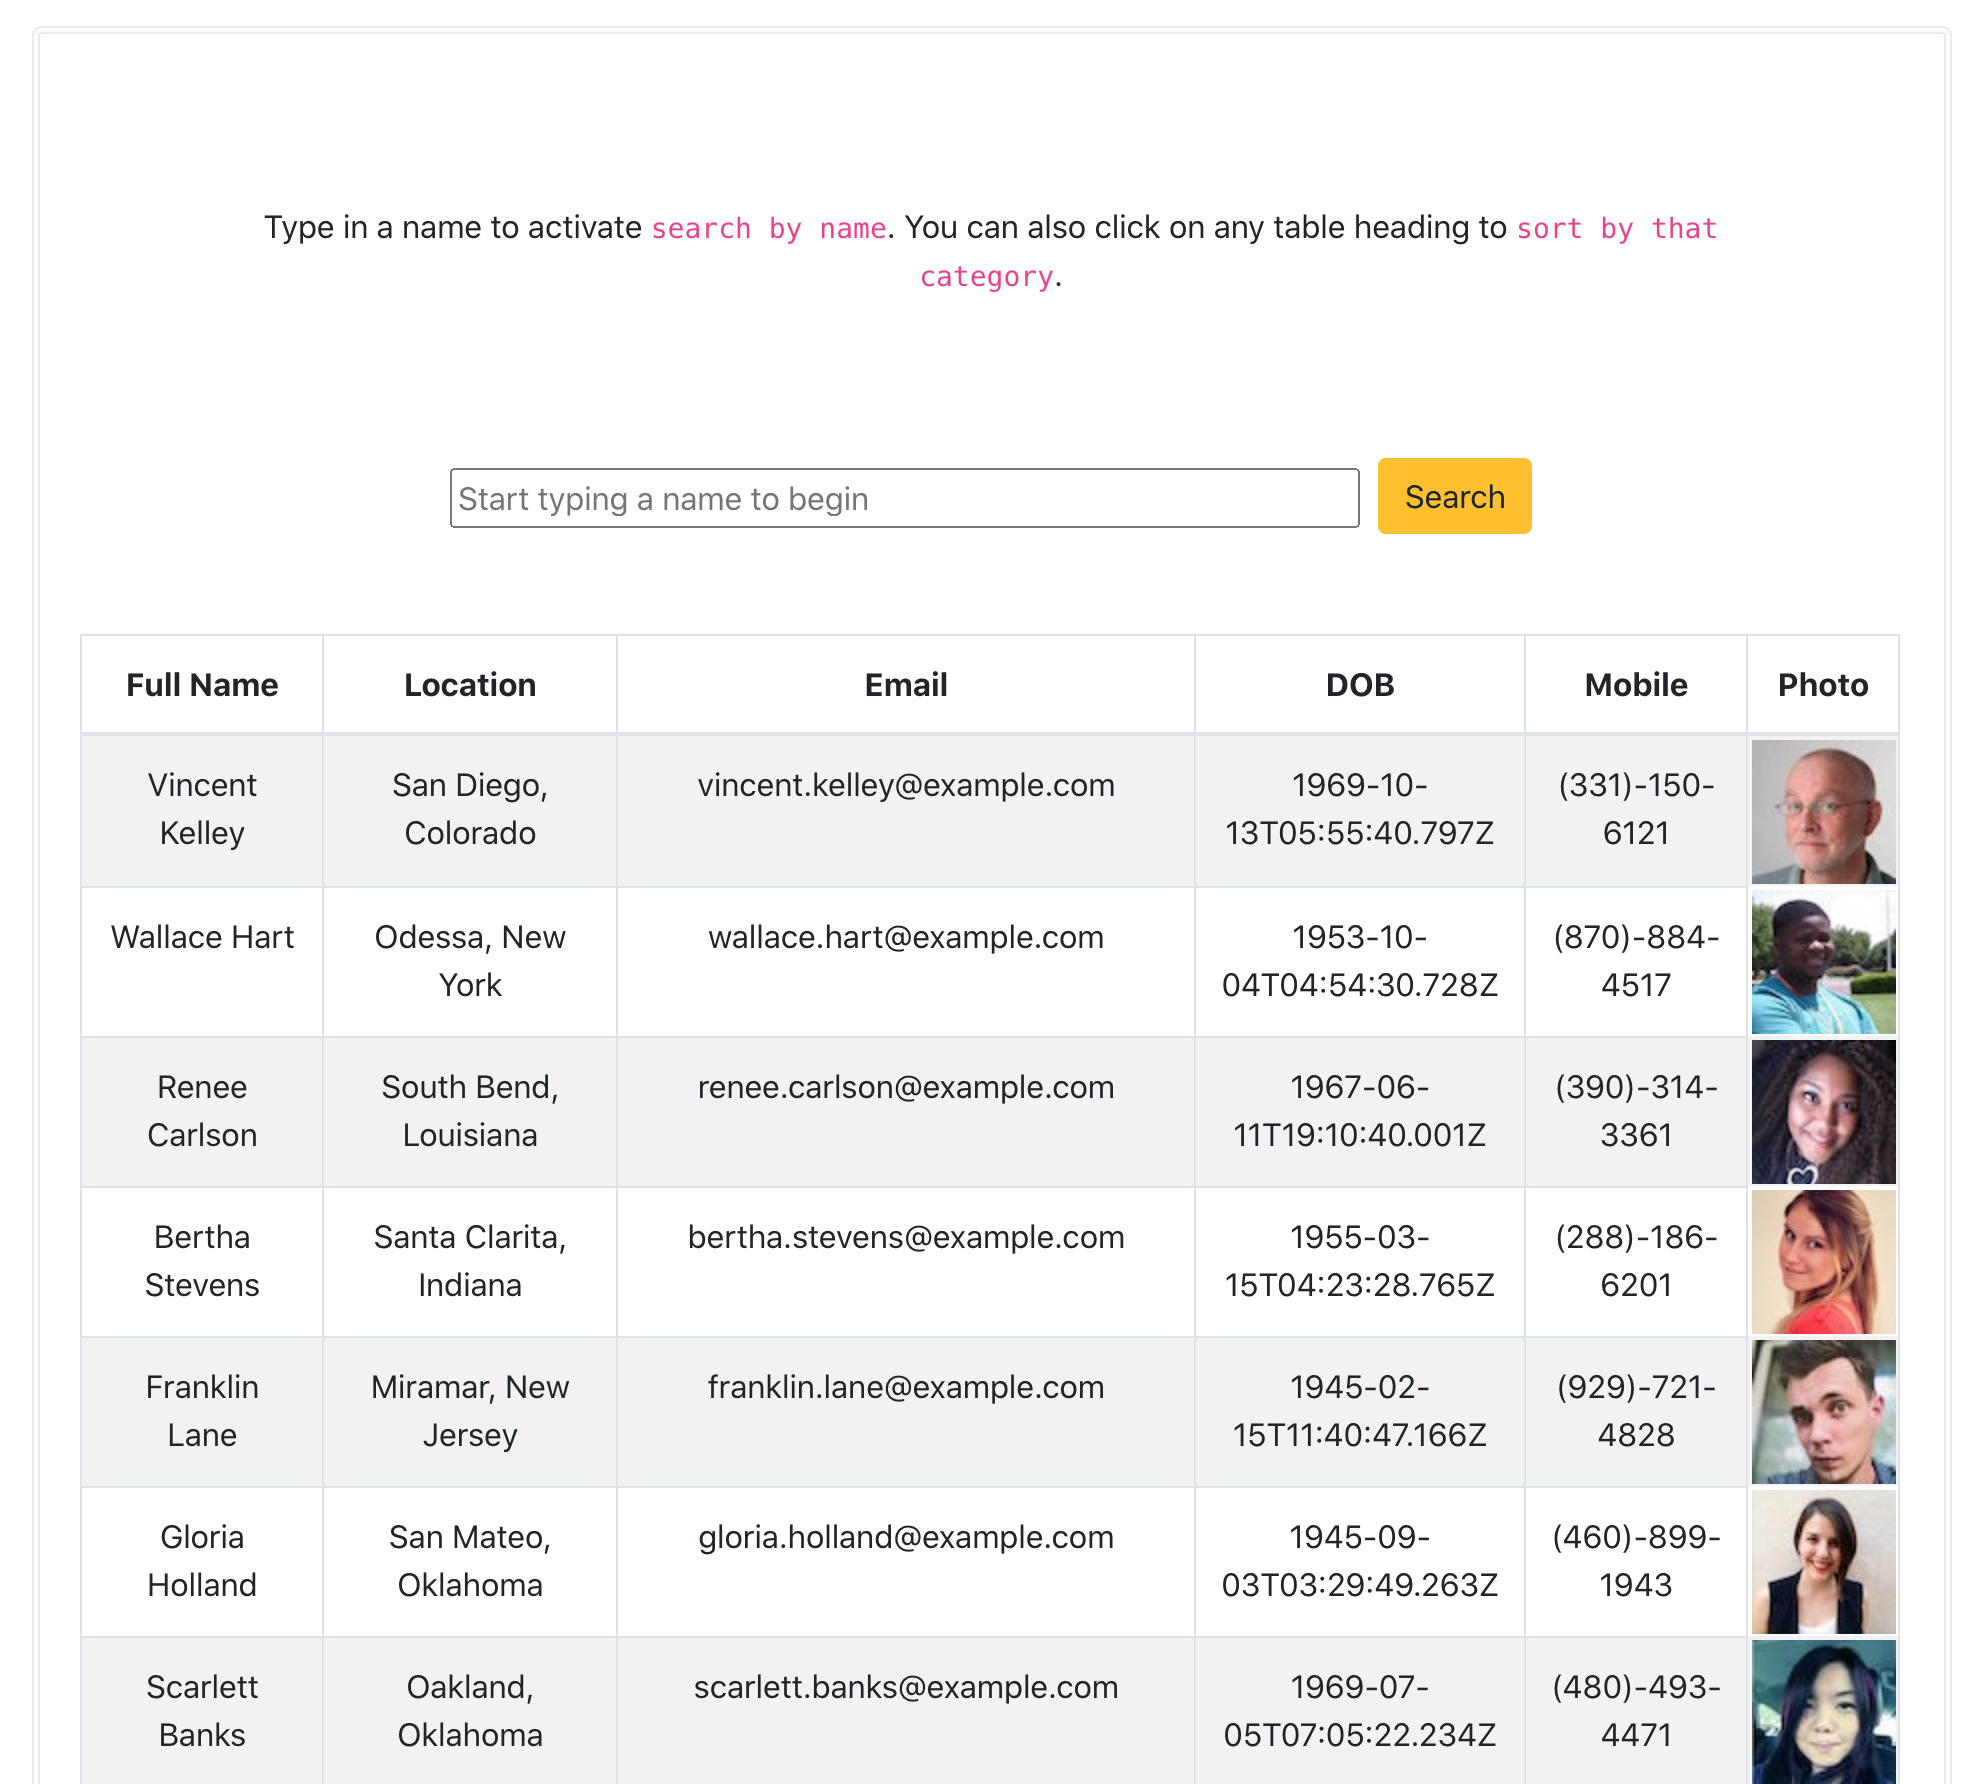 Type in a name to activate search by name. You can also click on any table heading to sort by that
category.
Start typing a name to begin
Search
Full Name Location Email DOB Mobile Photo
Vincent San Diego, vincent.kelley@example.com 1969-10- (331)-150-
Kelley Colorado 13T05:55:40.797Z 6121
Wallace Hart Odessa, New wallace.hart@example.com 1953-10- (870)-884-
York 04T04:54:30.728Z 4517
Renee South Bend, renee.carlson@example.com 1967-06- (390)-314-
Carlson Louisiana 11T19:10:40.001Z 3361
Bertha Santa Clarita, bertha.stevens@example.com 1955-03- (288)-186-
Stevens Indiana 15T04:23:28.765Z 6201
Franklin Miramar, New franklin.lane@example.com 1945-02- (929)-721-
Lane Jersey 15T11:40:47.166Z 4828
Gloria San Mateo, gloria.holland@example.com 1945-09- (460)-899-
Holland Oklahoma 03T03:29:49.263Z 1943
Scarlett Oakland, scarlett.banks@example.com 1969-07- (480)-493-
Banks Oklahoma 05T07:05:22.234Z 4471